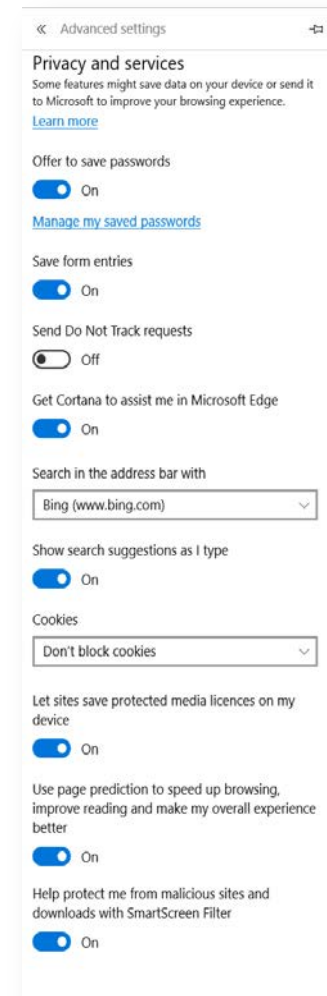 « Advanced settings
Privacy and services
Some features might save data on your device or send it
to Microsoft to improve your browsing experience.
Learn more
Offer to save passwords
On
Manage my saved passwords
Save form entries
On
Send Do Not Track requests
Off
Get Cortana to assist me in Microsoft Edge
On
Search in the address bar with
Bing (www.bing.com)
Show search suggestions as I type
On
Cookies
Don't block cookies
Let sites save protected media licences on my
device
On
Use page prediction to speed up browsing,
improve reading and make my overall experience
better
On
Help protect me from malicious sites and
downloads with SmartScreen Filter
On